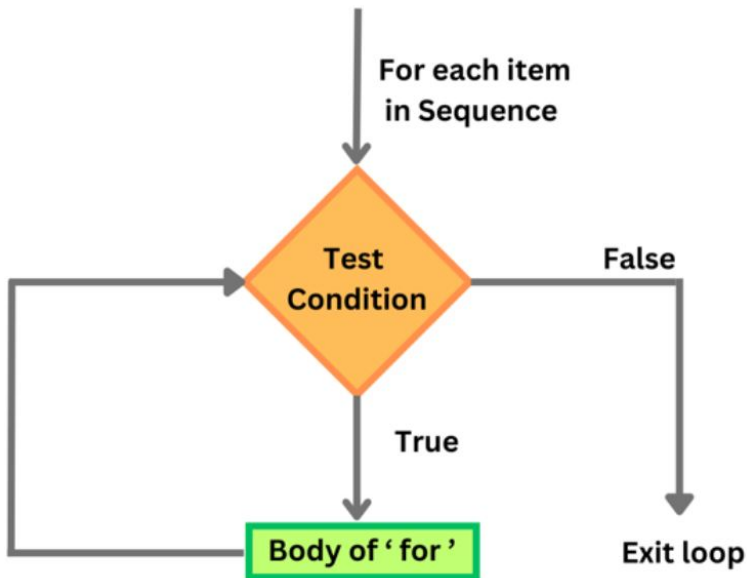 For each item
in Sequence
Test
Condition
False
True
Body of ‘ for ’
Exit loop